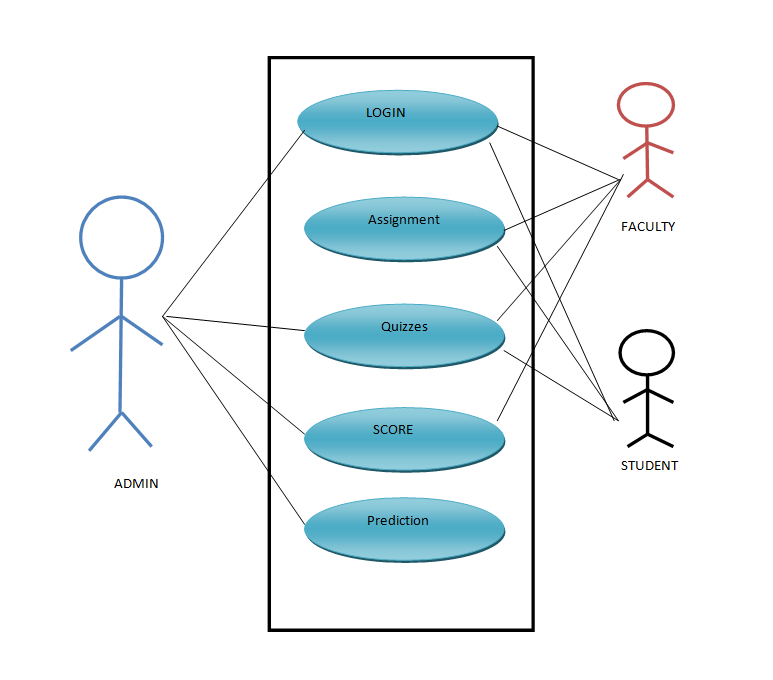 LOGIN
Assignment
FACULTY
Quizzes
SCORE
STUDENT
ADMIN
Prediction